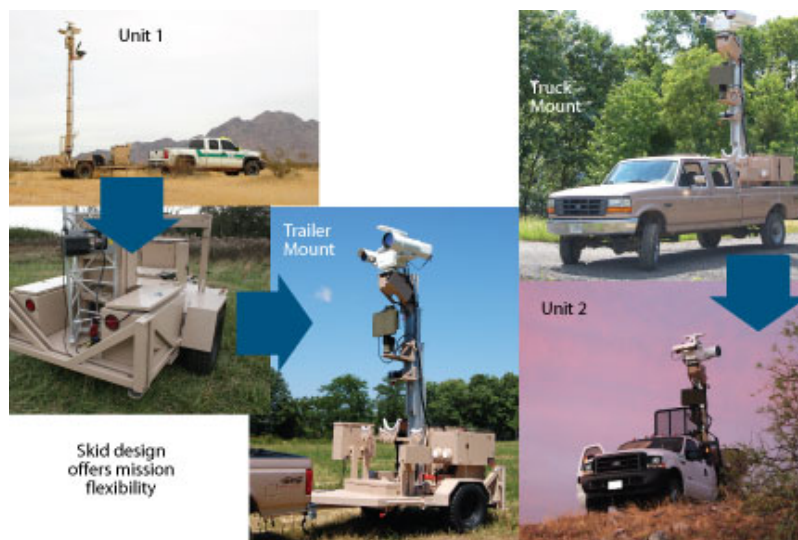 Unit 1
Truck
Mount
Trailer
Mount
Unit 2
Skid design
offers mission
flexibility